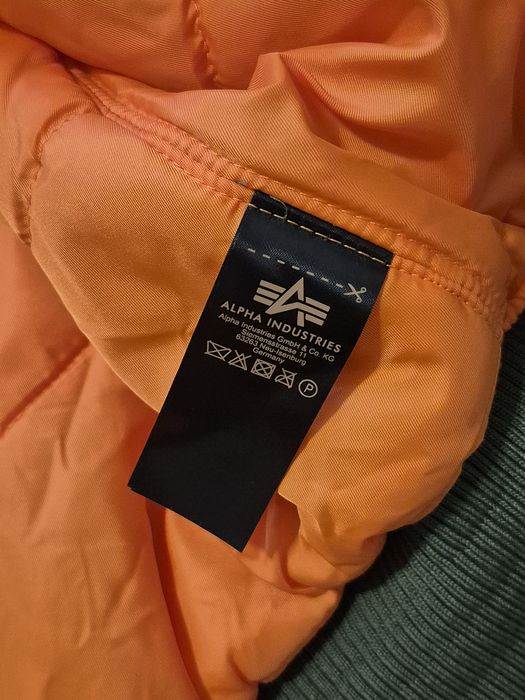 ALPHA INDUSTRIES
Alpha Industries GmbH & Co. KG
Siemensstrasse 11
63263 Neu-Isenburg
Germany
P